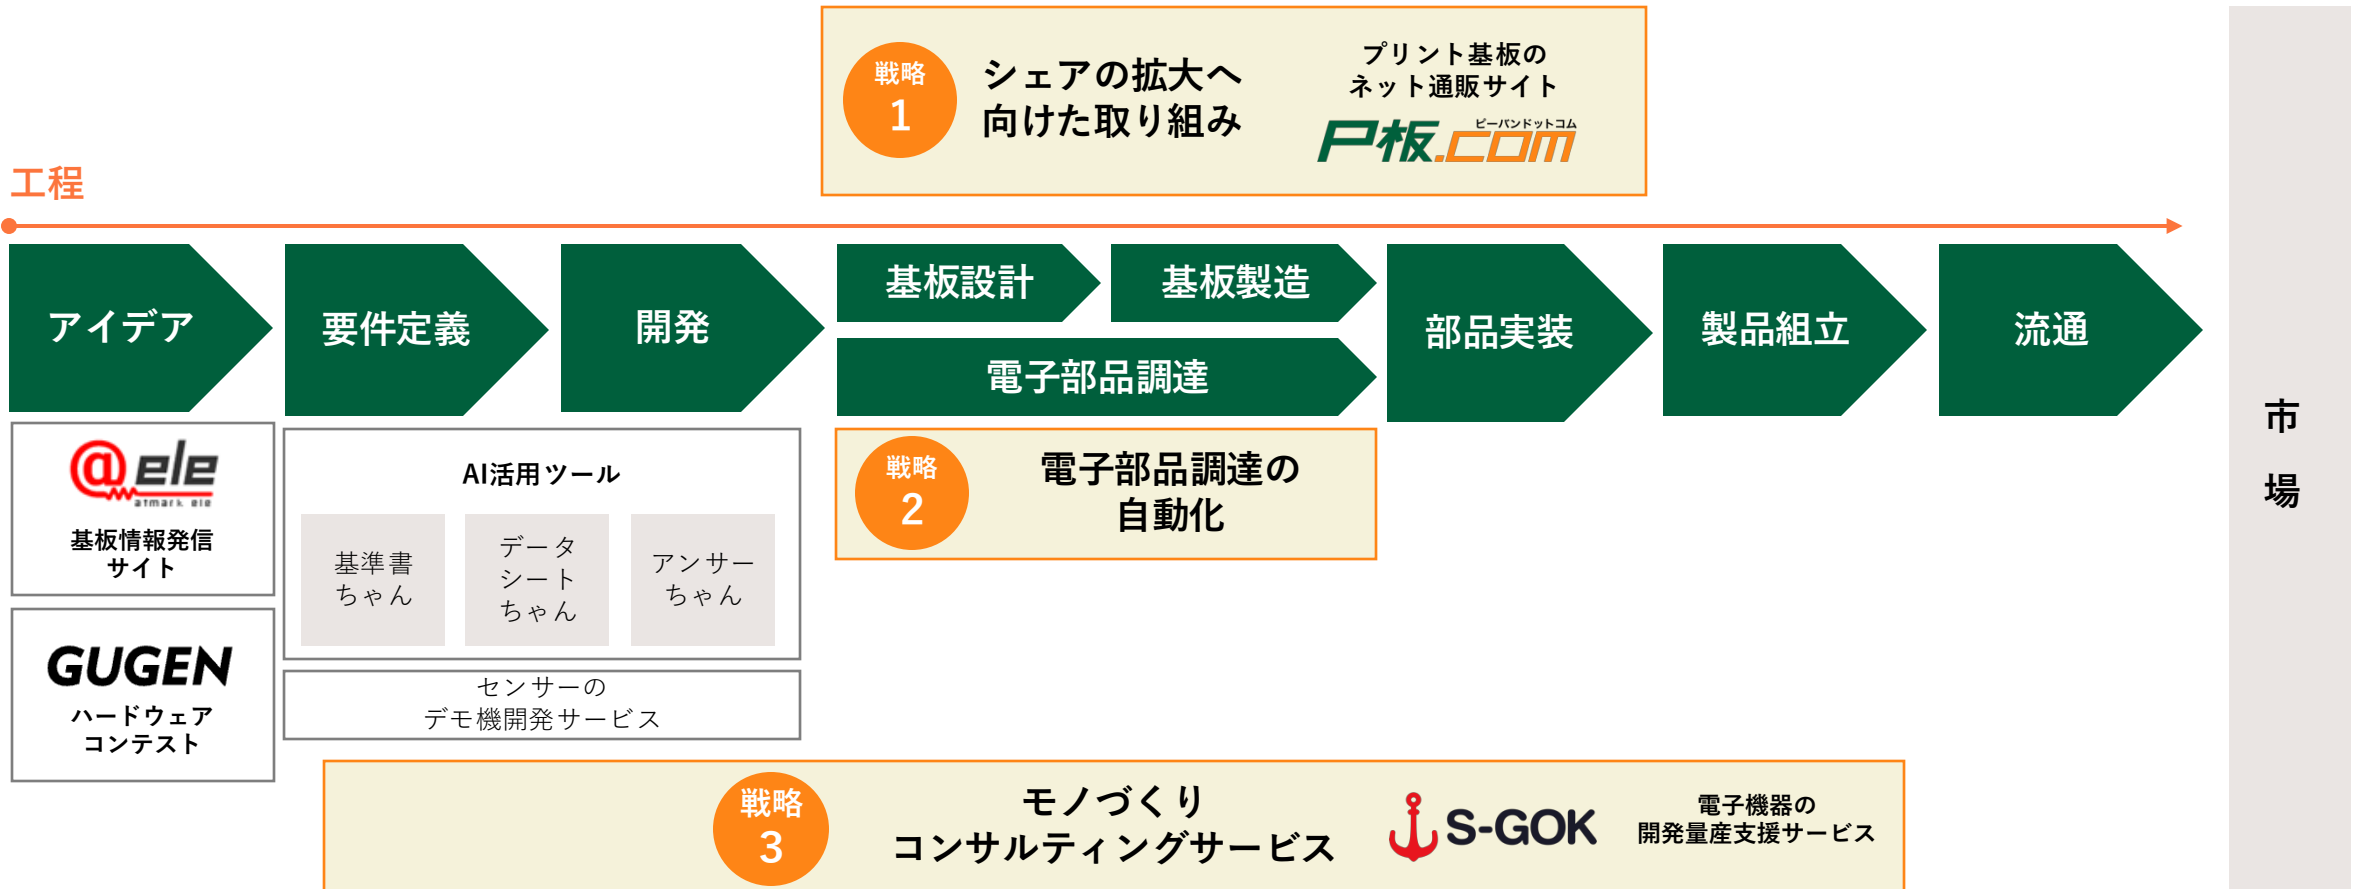 戦略
1
シェアの拡大へ
向けた取り組み
プリント基板の
ネット通販サイト
ピーバンドットコム
P板.com
工程
アイデア
要件定義
開発
基板設計
基板製造
電子部品調達
部品実装
製品組立
流通
市
場
@ele
atmark ele
基板情報発信
サイト
GUGEN
ハードウェア
コンテスト
AI活用ツール
基準書
ちゃん
データ
シート
ちゃん
アンサー
ちゃん
センサーの
デモ機開発サービス
戦略
2
電子部品調達の
自動化
戦略
3
モノづくり
コンサルティングサービス
S-GOK
電子機器の
開発量産支援サービス